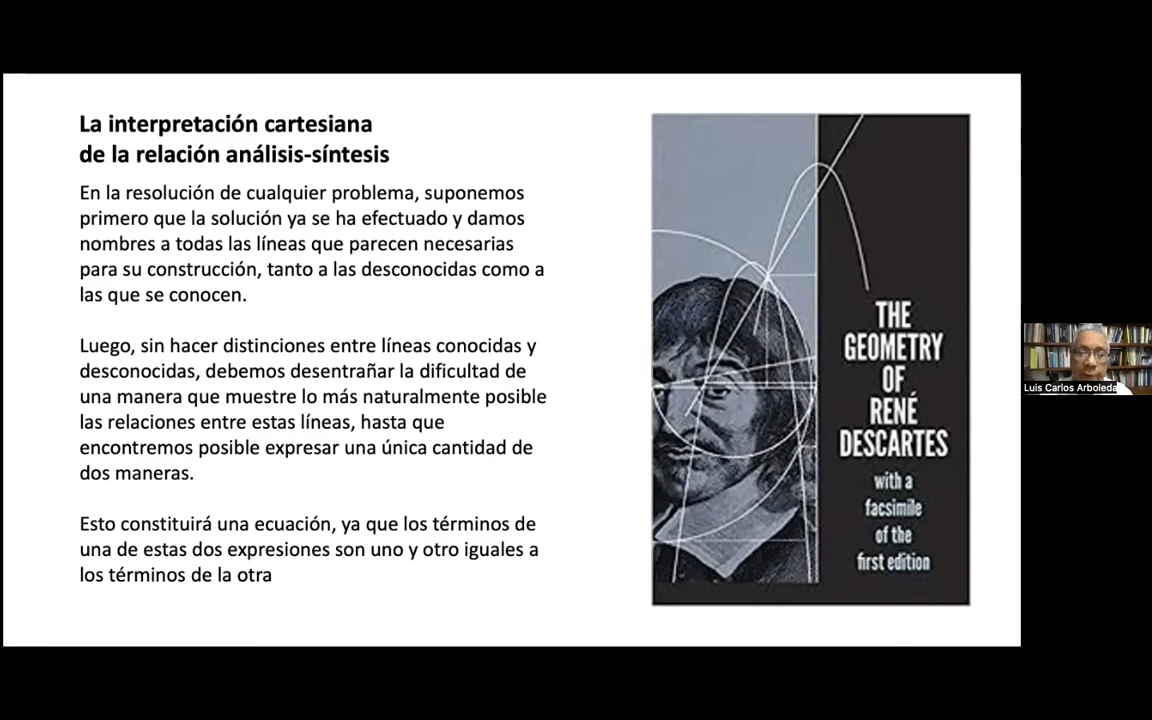 La interpretación cartesiana
de la relación análisis-síntesis
En la resolución de cualquier problema, suponemos
primero que la solución ya se ha efectuado y damos
nombres a todas las líneas que parecen necesarias
para su construcción, tanto a las desconocidas como a
las que se conocen.
Luego, sin hacer distinciones entre líneas conocidas y
desconocidas, debemos desentrañar la dificultad de
una manera que muestre lo más naturalmente posible
las relaciones entre estas líneas, hasta que
encontremos posible expresar una única cantidad de
dos maneras.
Esto constituirá una ecuación, ya que los términos de
una de estas dos expresiones son uno y otro iguales a
los términos de la otra
THE
GEOMETRY
OF
RENÉ
DESCARTES
with a
facsimile
of the
first edition
Luis Carlos Arboleda